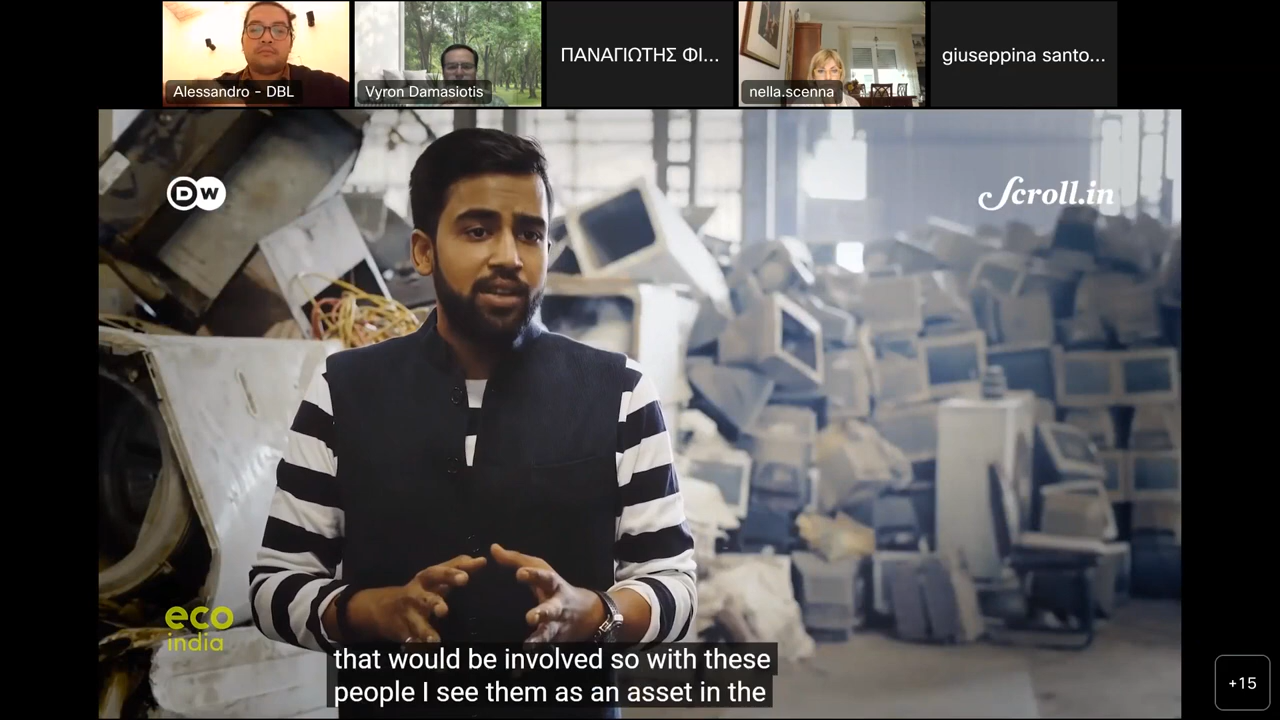 Alessandro - DBL
Vyron Damasiotis
ΠΑΝΑΓΙΩΤΗΣ ΦΙ...
nella.scenna
giuseppina santo...
DW
Scroll.in
eco
india
that would be involved so with these
people I see them as an asset in the
+15